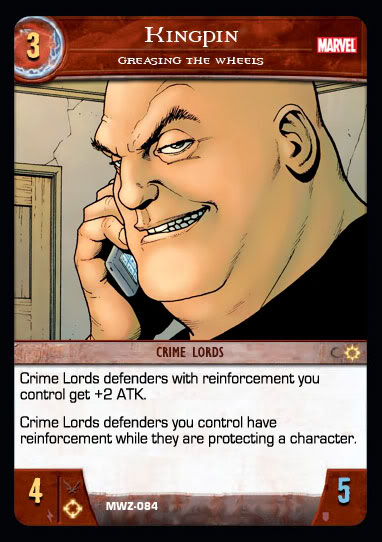 3
Kingpin
MARVEL
Greasing the Wheels
CRIME LORDS
Crime Lords defenders with reinforcement you
control get +2 ATK.
Crime Lords defenders you control have
reinforcement while they are protecting a character.
4
MWZ-084
5